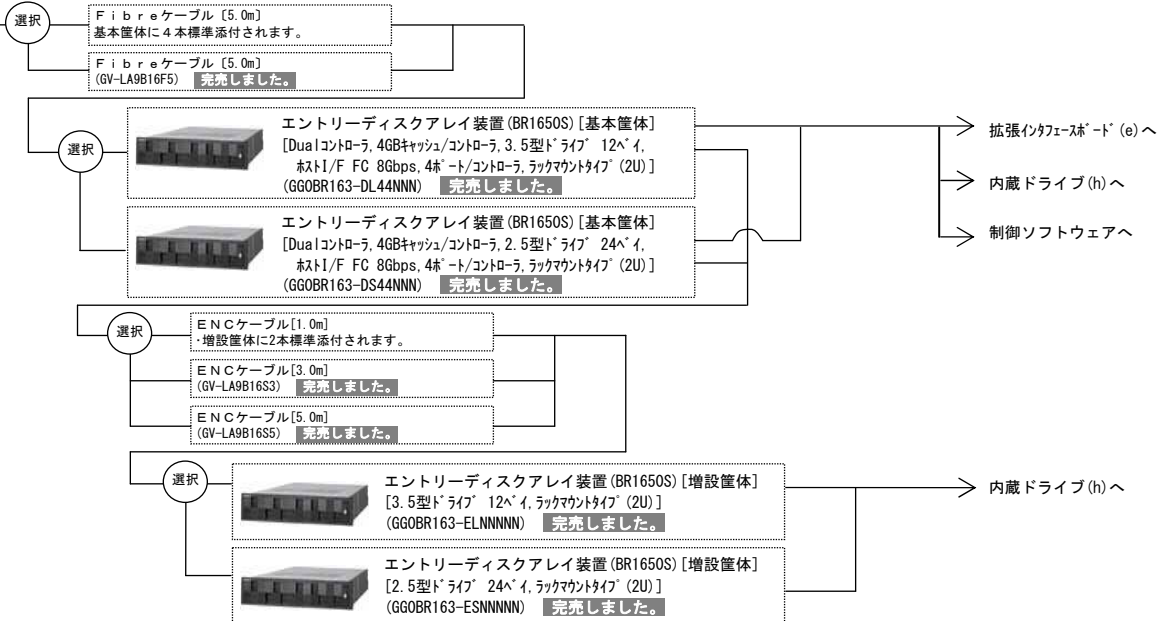 選択
Ｆｉｂｒｅケーブル〔5.0m〕
基本筐体に４本標準添付されます。
Ｆｉｂｒｅケーブル〔5.0m〕
(GV-LA9B16F5) 完売しました。
選択
エントリーディスクアレイ装置(BR1650S)[基本筐体]
[Dualｺﾝﾄﾛｰﾗ,4GBｷｬｯｼｭ/ｺﾝﾄﾛｰﾗ,3.5型ﾄﾞﾗｲﾌﾞ 12ﾍﾞｲ,
ﾎｽﾄI/F FC 8Gbps,4ﾎﾟｰﾄ/ｺﾝﾄﾛｰﾗ,ﾗｯｸﾏｳﾝﾄﾀｲﾌﾟ(2U)]
(GGOBR163-DL44NNN) 完売しました。
エントリーディスクアレイ装置(BR1650S)[基本筐体]
[Dualｺﾝﾄﾛｰﾗ,4GBｷｬｯｼｭ/ｺﾝﾄﾛｰﾗ,2.5型ﾄﾞﾗｲﾌﾞ 24ﾍﾞｲ,
ﾎｽﾄI/F FC 8Gbps,4ﾎﾟｰﾄ/ｺﾝﾄﾛｰﾗ,ﾗｯｸﾏｳﾝﾄﾀｲﾌﾟ(2U)]
(GGOBR163-DS44NNN) 完売しました。
拡張ｲﾝﾀﾌｪｰｽﾎﾞｰﾄﾞ(e)へ
内蔵ドライブ(h)へ
制御ソフトウェアへ
選択
ＥＮＣケーブル[1.0m]
・増設筐体に2本標準添付されます。
ＥＮＣケーブル[3.0m]
(GV-LA9B16S3) 完売しました。
ＥＮＣケーブル[5.0m]
(GV-LA9B16S5) 完売しました。
選択
エントリーディスクアレイ装置(BR1650S)[増設筐体]
[3.5型ﾄﾞﾗｲﾌﾞ 12ﾍﾞｲ,ﾗｯｸﾏｳﾝﾄﾀｲﾌﾟ(2U)]
(GGOBR163-ELNNNNN) 完売しました。
エントリーディスクアレイ装置(BR1650S)[増設筐体]
[2.5型ﾄﾞﾗｲﾌﾞ 24ﾍﾞｲ,ﾗｯｸﾏｳﾝﾄﾀｲﾌﾟ(2U)]
(GGOBR163-ESNNNNN) 完売しました。
内蔵ドライブ(h)へ